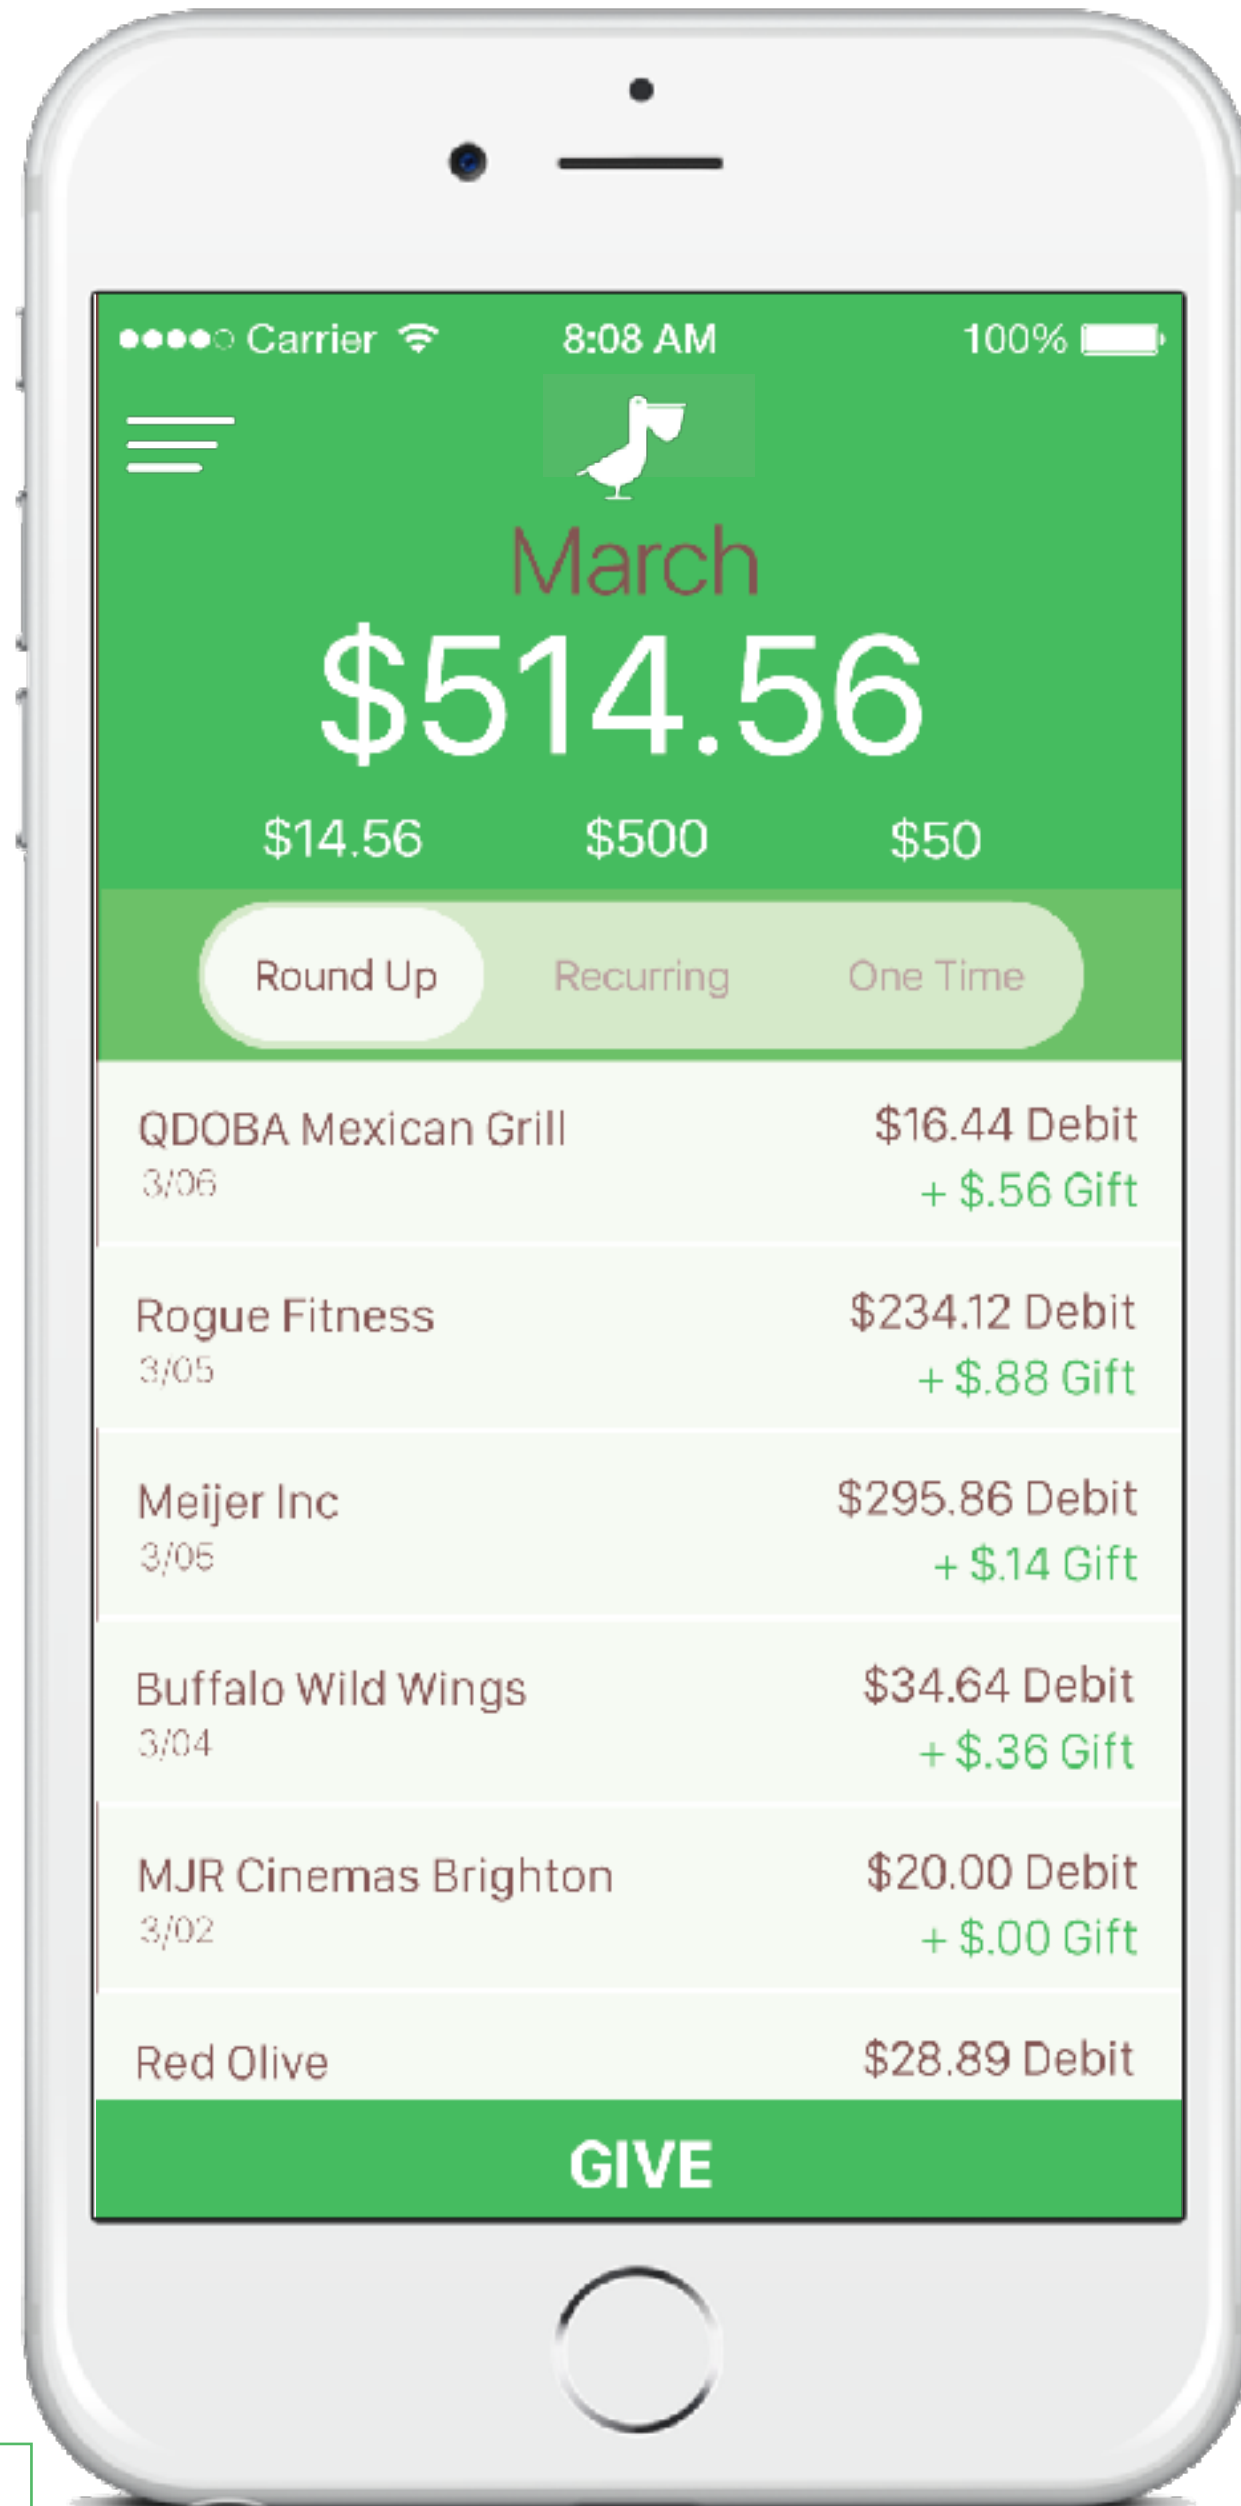 Carrier 8:08 AM 100%
March
$514.56
$14.56 $500 $50
Round Up Recurring One Time
QDOBA Mexican Grill $16.44 Debit
3/06 + $.56 Gift
Rogue Fitness $234.12 Debit
3/05 + $.88 Gift
Meijer Inc $295.86 Debit
3/05 + $.14 Gift
Buffalo Wild Wings $34.64 Debit
3/04 + $.36 Gift
MJR Cinemas Brighton $20.00 Debit
3/02 + $.00 Gift
Red Olive $28.89 Debit
GIVE